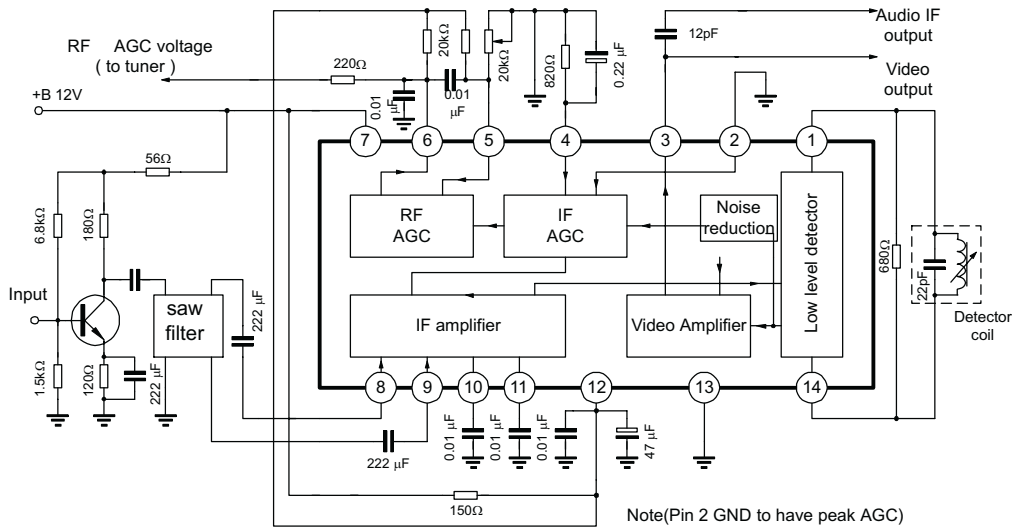 Audio IF
output
12pF
RF AGC voltage
( to tuner )
20kΩ
20kΩ
820Ω
0.22 μF
Video
output
220Ω
0.01
μF
0.01
μF
+B 12V
7
6
5
4
3
2
1
56Ω
6.8kΩ
180Ω
RF
AGC
IF
AGC
Noise
reduction
Low level detector
680Ω
22pF
Detector
coil
Input
saw
filter
222 μF
IF amplifier
Video Amplifier
1.5kΩ
120Ω
222 μF
8
9
10
11
12
13
14
222 μF
0.01 μF
0.01 μF
0.01 μF
47 μF
150Ω
Note(Pin 2 GND to have peak AGC)